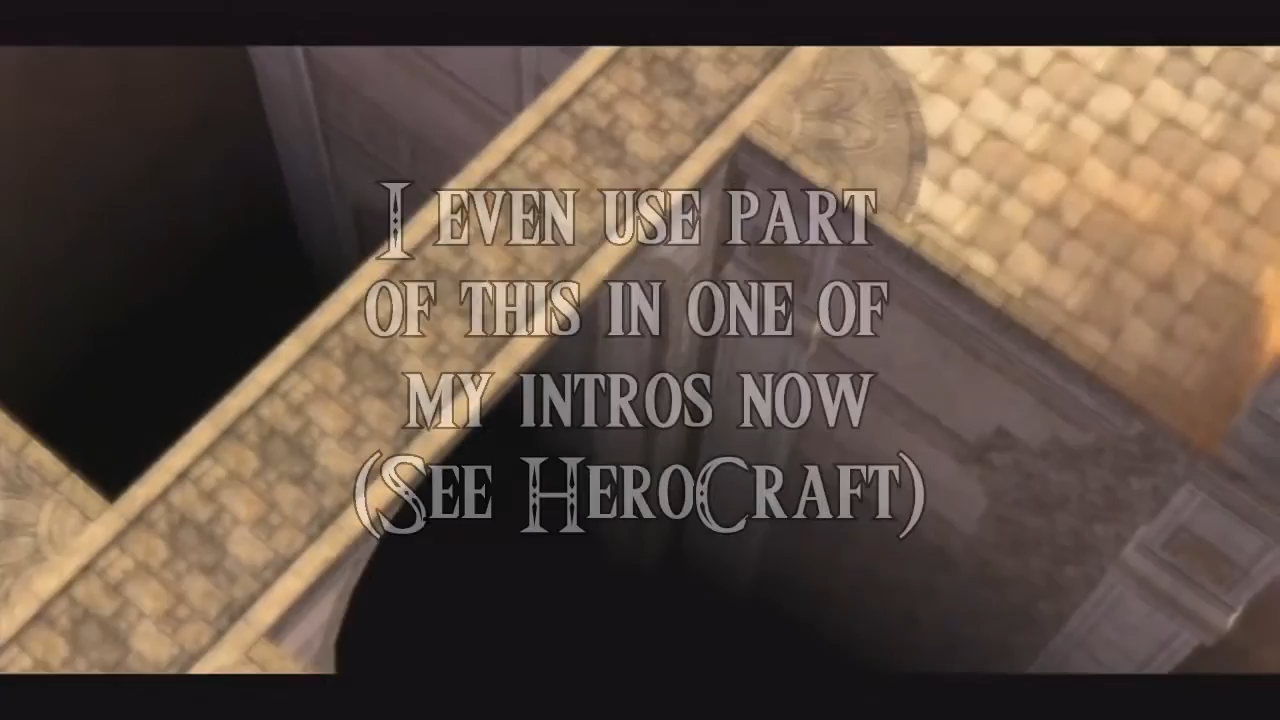 I even use part
of this in one of
my intros now
(See HeroCraft)